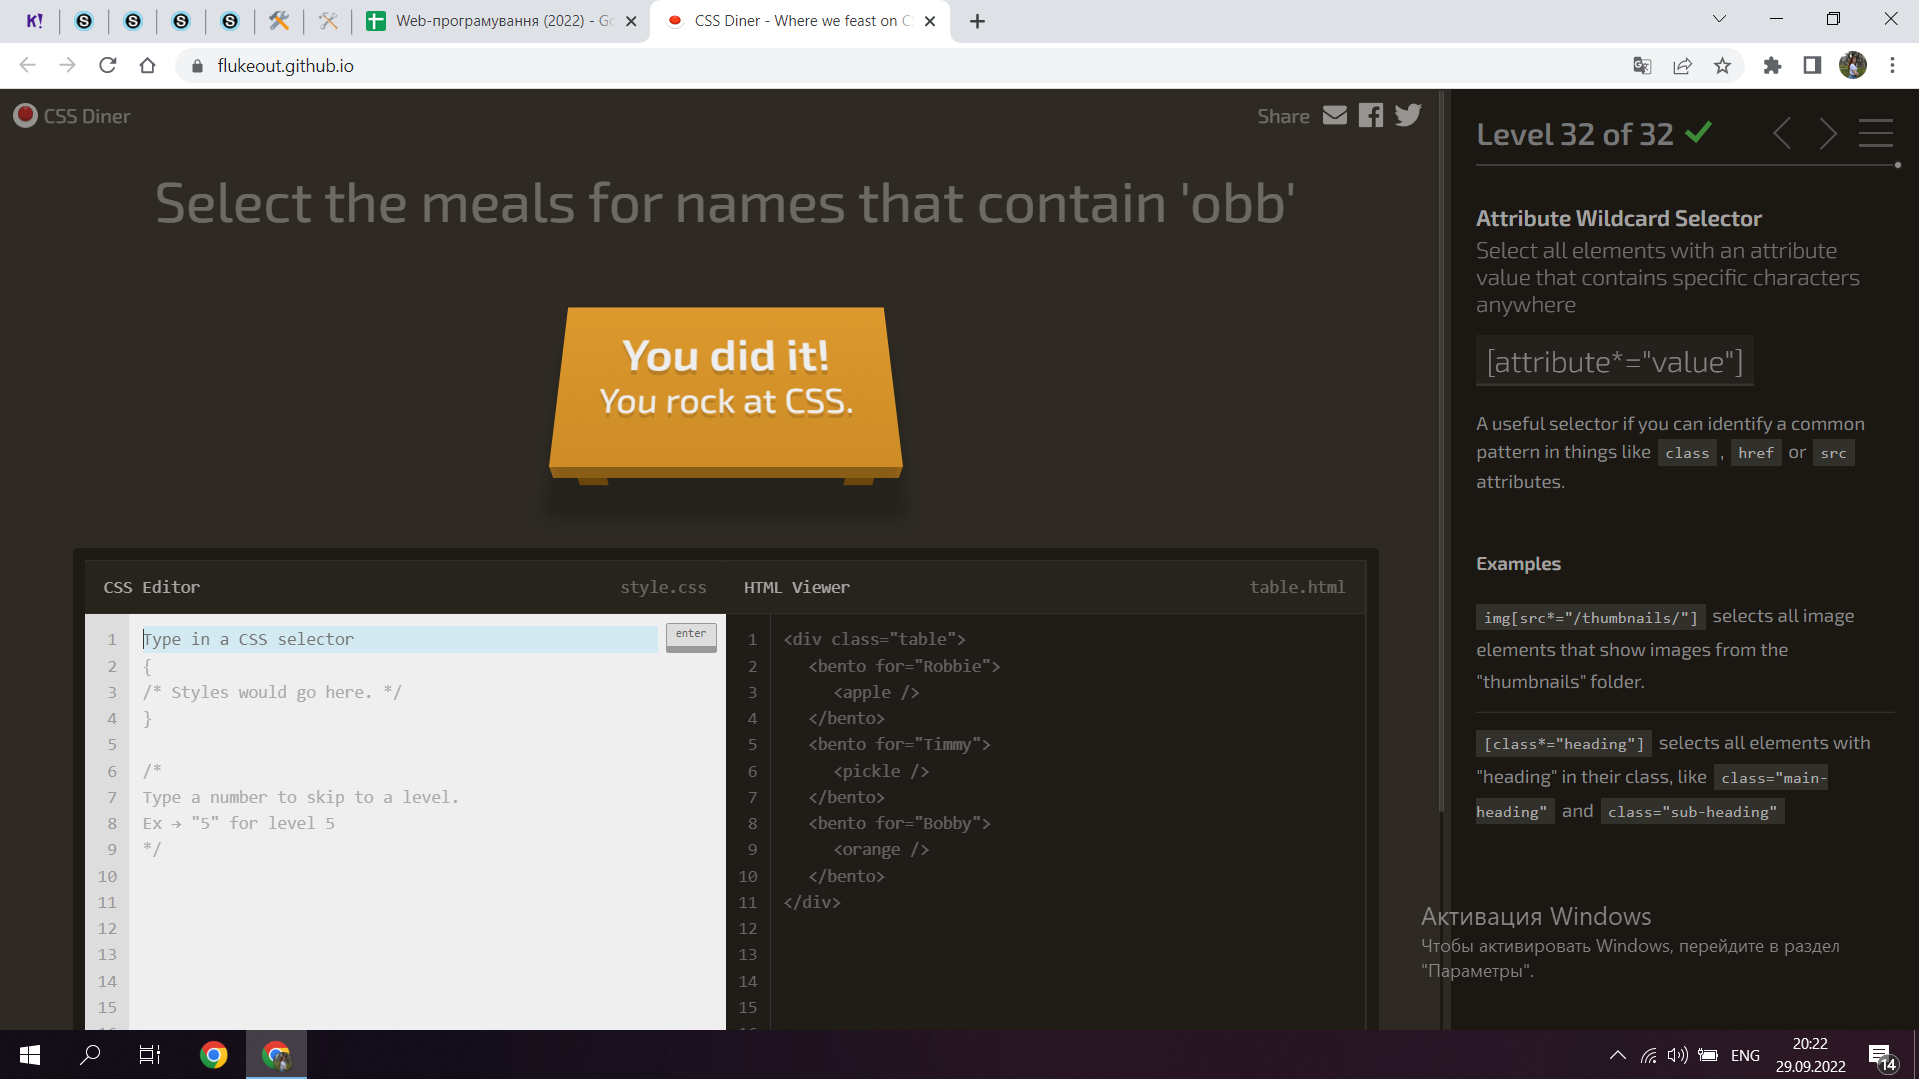 K!
Web-програмування (2022) - Go
CSS Diner - Where we feast on C
flukeout.github.io
CSS Diner
Share
Select the meals for names that contain 'obb'
You did it!
You rock at CSS.
CSS Editor
style.css
HTML Viewer
table.html
1 Type in a CSS selector
enter
2 {
3 /* Styles would go here. */
4 }
5
6 /*
7 Type a number to skip to a level.
8 Ex → "5" for level 5
9 */
10
11
12
13
14
15
1 <div class="table">
2 <bento for="Robbie">
3 <apple />
4 </bento>
5 <bento for="Timmy">
6 <pickle />
7 </bento>
8 <bento for="Bobby">
9 <orange />
10 </bento>
11 </div>
12
13
14
15
Level 32 of 32
Attribute Wildcard Selector
Select all elements with an attribute
value that contains specific characters
anywhere
[attribute*="value"]
A useful selector if you can identify a common
pattern in things like class , href or src
attributes.
Examples
img[src*="/thumbnails/"] selects all image
elements that show images from the
"thumbnails" folder.
[class*="heading"] selects all elements with
"heading" in their class, like class="main-
heading" and class="sub-heading"
Активация Windows
Чтобы активировать Windows, перейдите в раздел
"Параметры".
ENG
20:22
29.09.2022
14